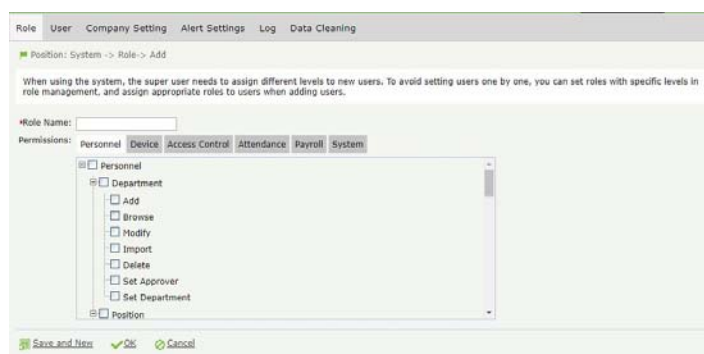 Role User Company Setting Alert Settings Log Data Cleaning
Position: System -> Role-> Add
When using the system, the super user needs to assign different levels to new users. To avoid setting users one by one, you can set roles with specific levels in
role management, and assign appropriate roles to users when adding users.
*Role Name:
Permissions: Personnel Device Access Control Attendance Payroll System
Personnel
Department
Add
Browse
Modify
Import
Delete
Set Approver
Set Department
Position
Save and New OK Cancel